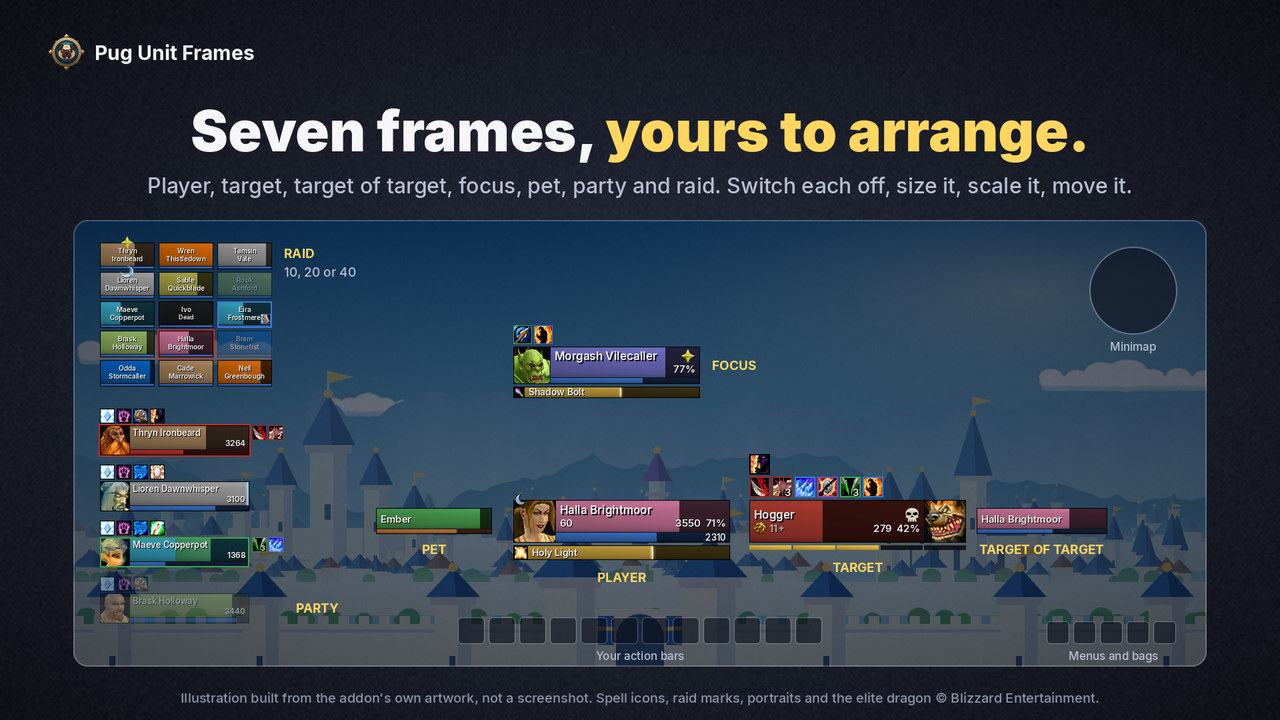 Pug Unit Frames
Seven frames, yours to arrange.
Player, target, target of target, focus, pet, party and raid. Switch each off, size it, scale it, move it.
Thryn
Ironbeard
Wren
Thistledown
Tamsin
Vale
RAID
10, 20 or 40
Lioren
Dawnwhisper
Sable
Quickblade
Rook
Ashford
Maeve
Copperpot
Ivo
Dead
Eira
Frostmere
Brask
Holloway
Halla
Brightmoor
Bram
Stonefist
Odda
Stormcaller
Cade
Marrowick
Nell
Greenbough
Minimap
Morgash Vilecaller
77%
FOCUS
Shadow Bolt
Thryn Ironbeard
3264
2
Lioren Dawnwhisper
3100
Maeve Copperpot
1368
3
Brask Holloway
3440
PARTY
Ember
PET
Halla Brightmoor
60
3550 71%
2310
Holy Light
PLAYER
3
3
Hogger
11+
279 42%
TARGET
Halla Brightmoor
TARGET OF TARGET
Your action bars
Menus and bags
Illustration built from the addon's own artwork, not a screenshot. Spell icons, raid marks, portraits and the elite dragon © Blizzard Entertainment.